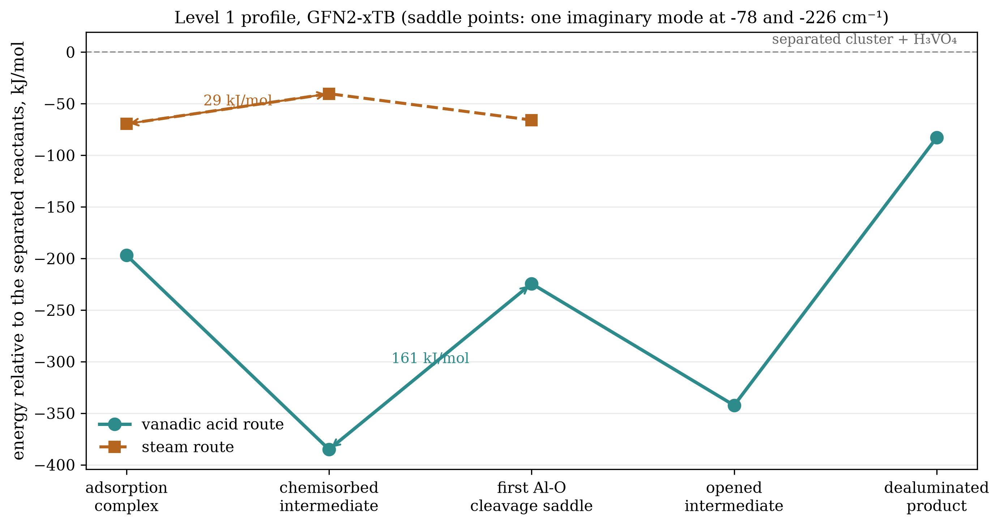 Level 1 profile, GFN2-xTB (saddle points: one imaginary mode at -78 and -226 cm⁻¹)
separated cluster + H₃VO₄
energy relative to the separated reactants, kJ/mol
0
−50
−100
−150
−200
−250
−300
−350
−400
29 kJ/mol
161 kJ/mol
vanadic acid route
steam route
adsorption
complex
chemisorbed
intermediate
first Al-O
cleavage saddle
opened
intermediate
dealuminated
product